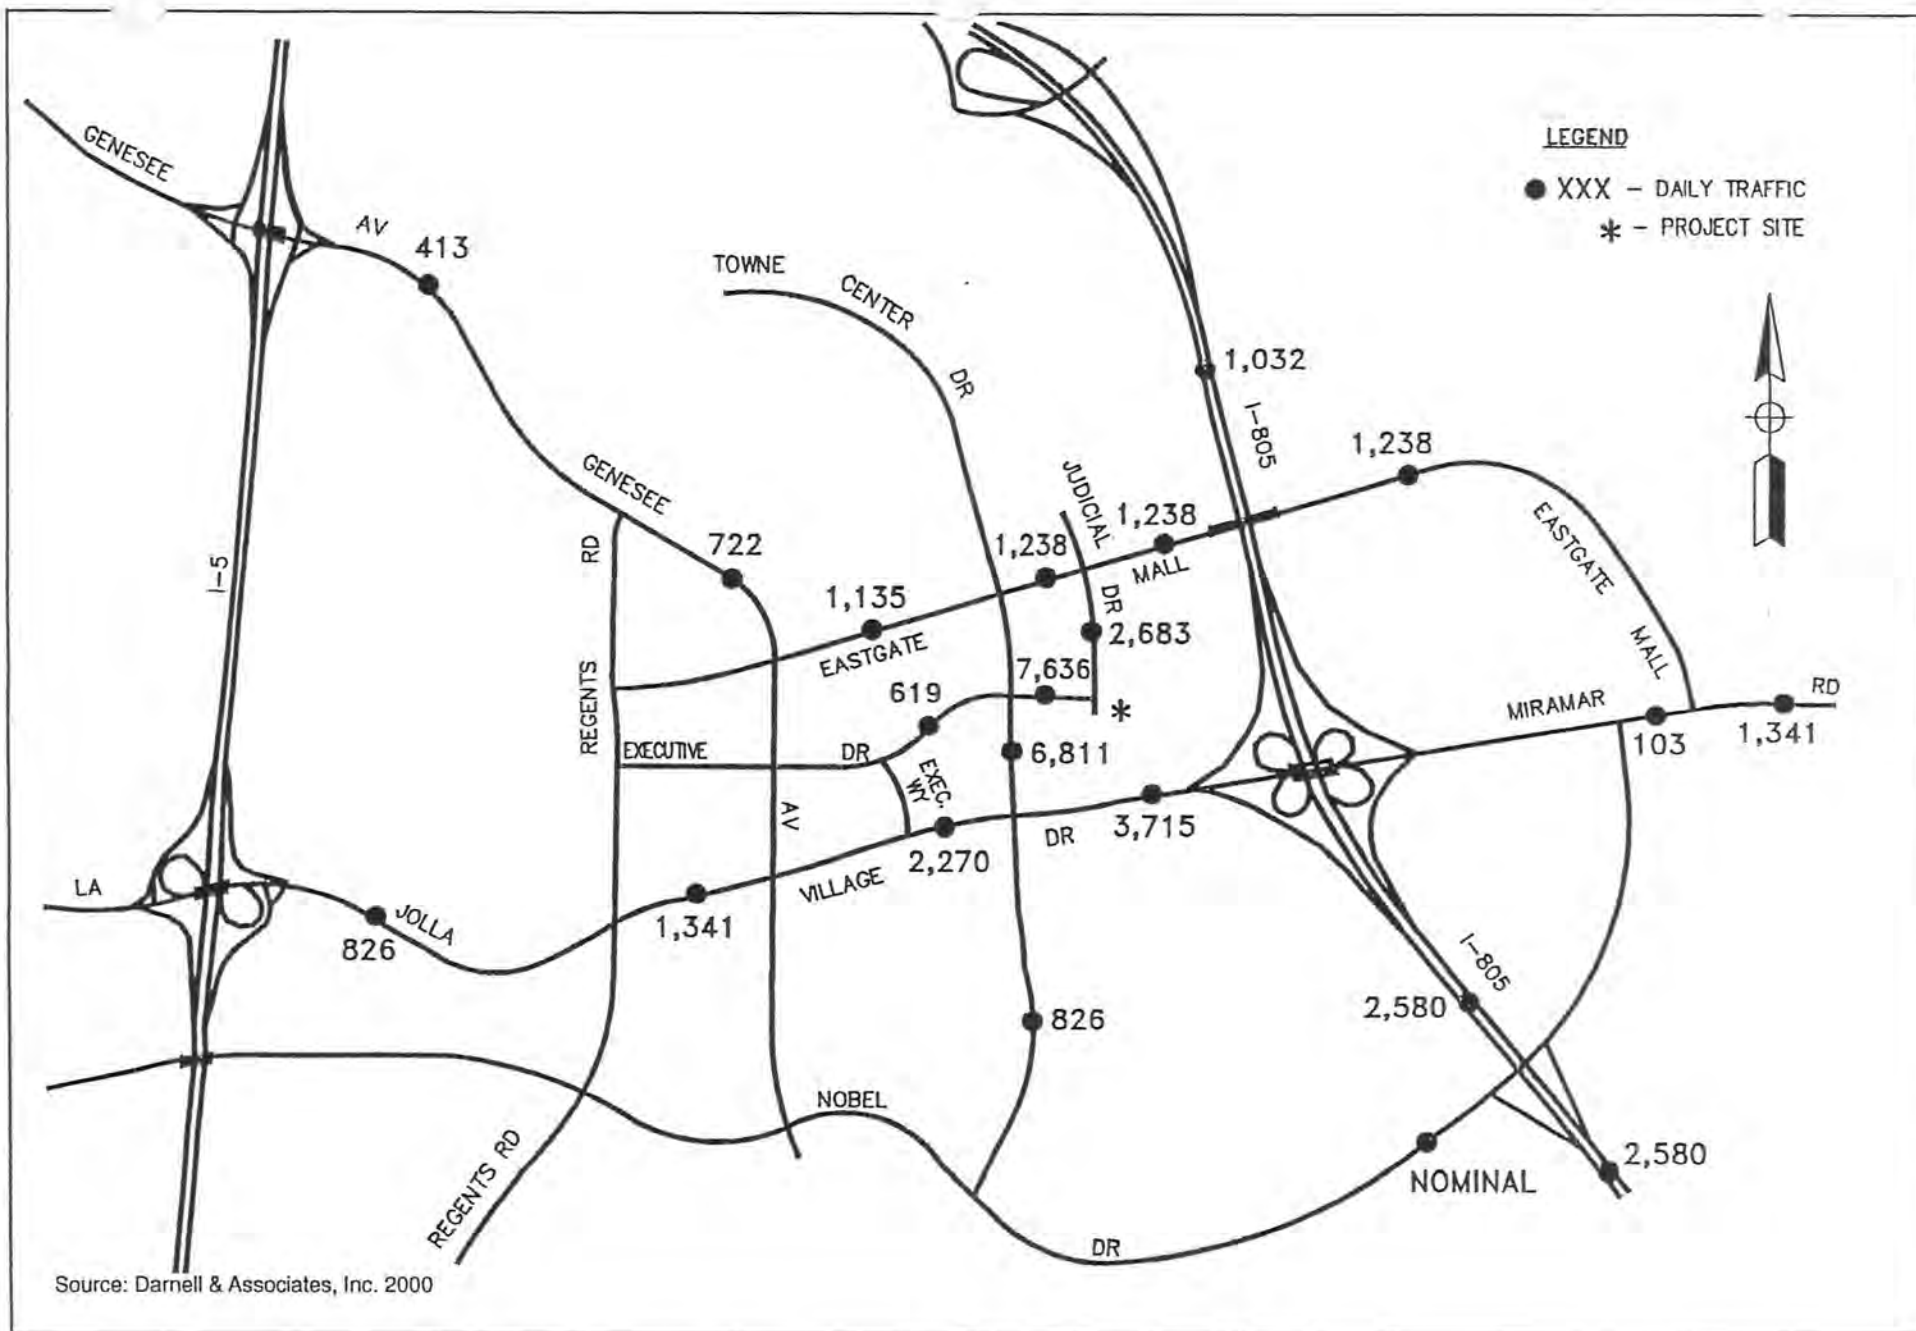 LEGEND
XXX – DAILY TRAFFIC
* – PROJECT SITE
GENESEE
AV
413
TOWNE
CENTER
DR
1,032
I-805
1,238
GENESEE
JUDICIAL
DR
1,238
1,238
MALL
EASTGATE
MALL
RD
REGENTS
722
1,135
EASTGATE
I-5
2,683
7,636
619
*
EXECUTIVE
DR
EXEC.
WY
6,811
MIRAMAR
RD
103
1,341
AV
DR
3,715
2,270
VILLAGE
LA
JOLLA
826
1,341
I-805
2,580
826
NOBEL
REGENTS RD
2,580
NOMINAL
DR
Source: Darnell & Associates, Inc. 2000